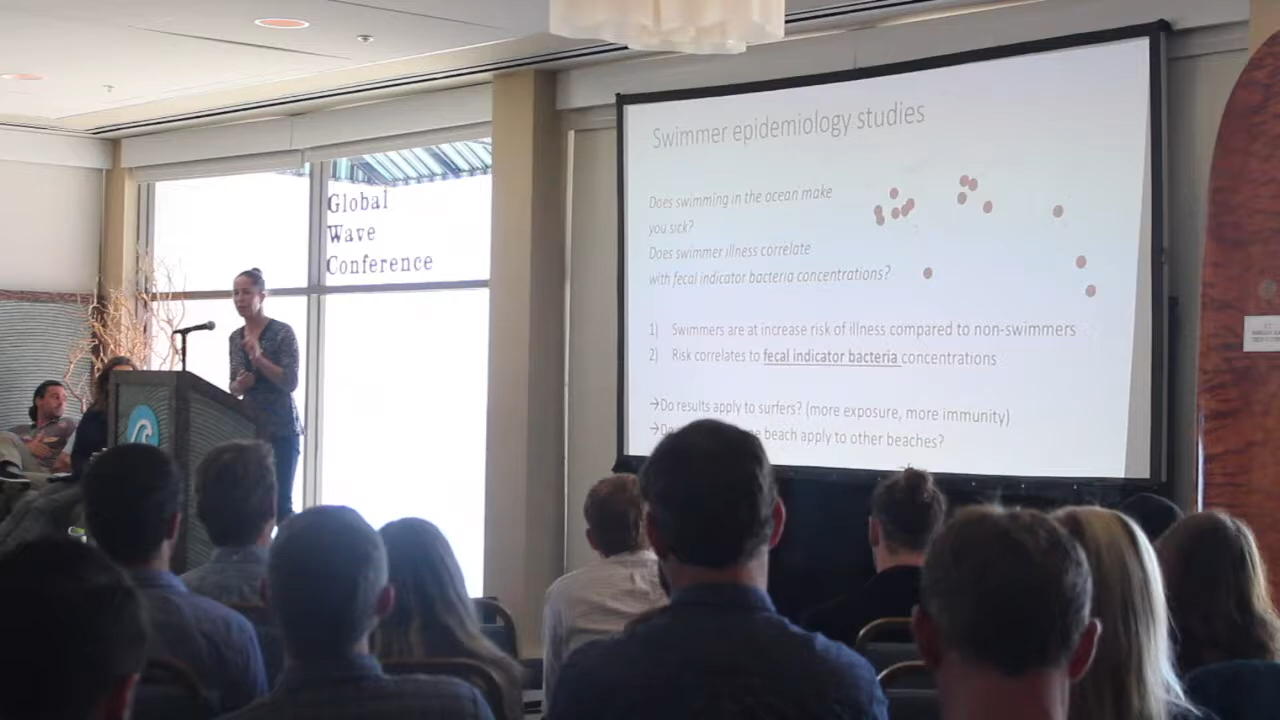 Swimmer epidemiology studies
Global
Wave
Conference
Does swimming in the ocean make
you sick?
Does swimmer illness correlate
with fecal indicator bacteria concentrations?
1) Swimmers are at increase risk of illness compared to non-swimmers
2) Risk correlates to fecal indicator bacteria concentrations
→Do results apply to surfers? (more exposure, more immunity)
→Do beach apply to other beaches?